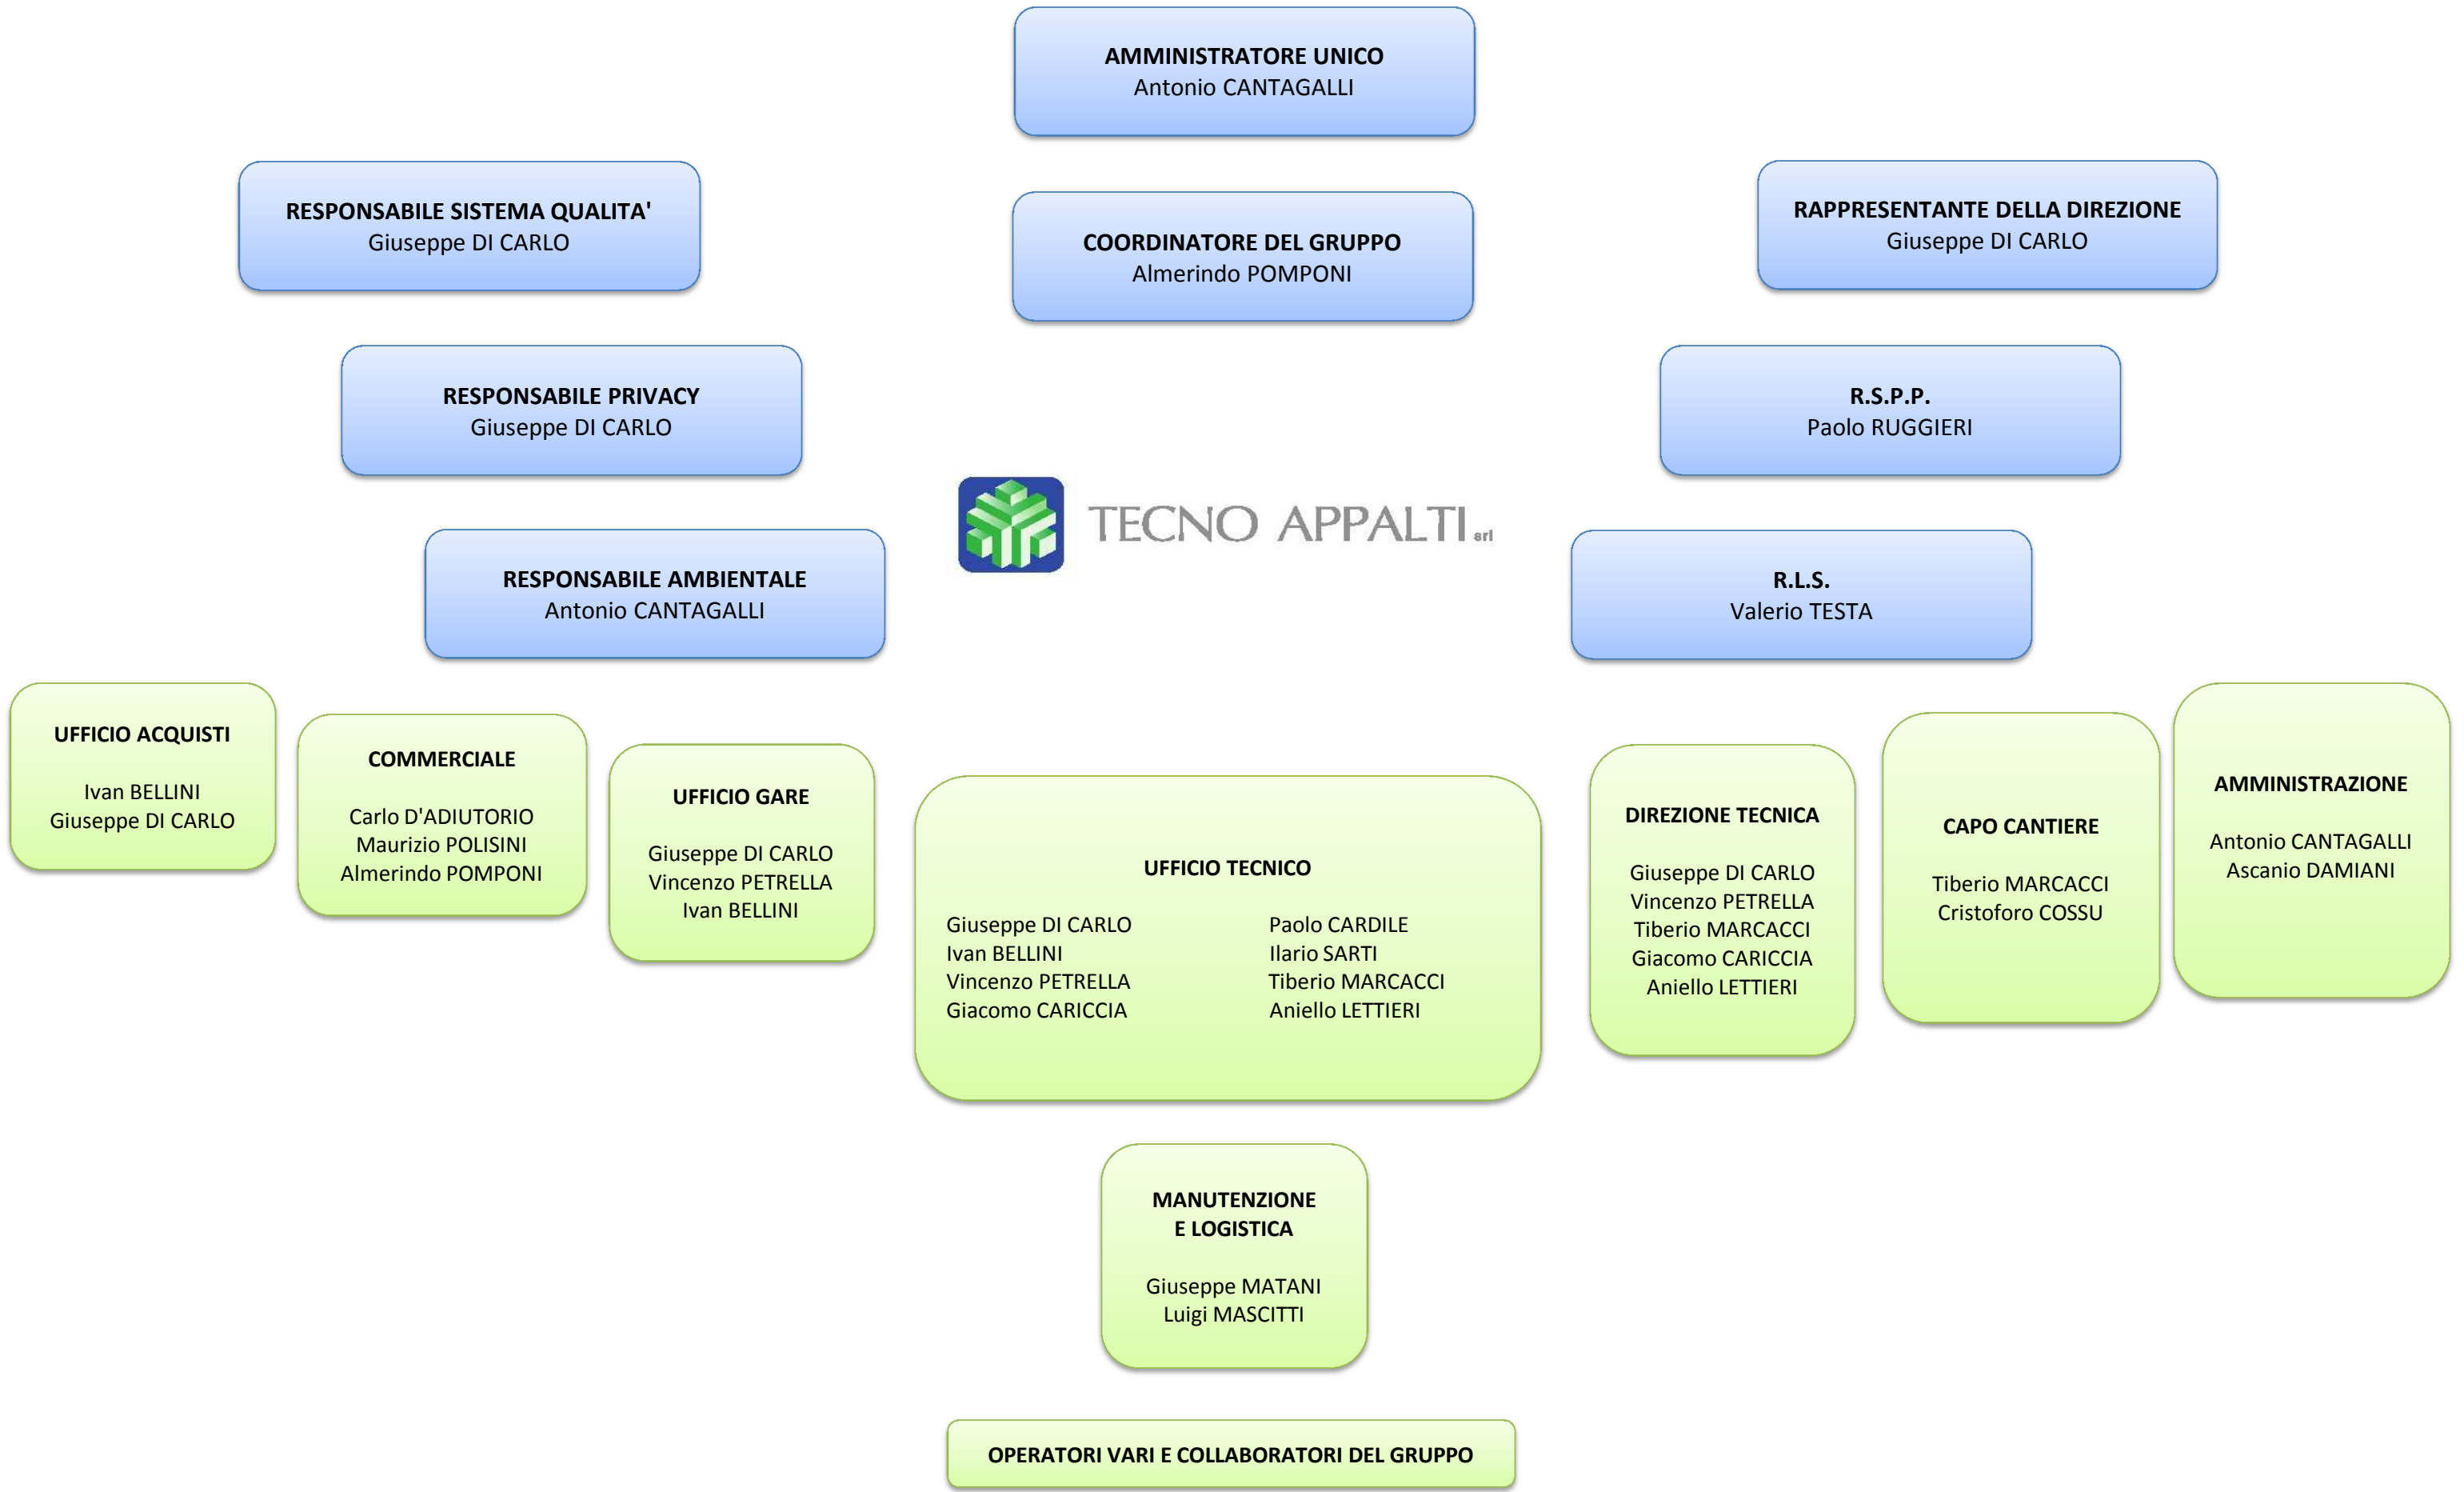 AMMINISTRATORE UNICO
Antonio CANTAGALLI
RESPONSABILE SISTEMA QUALITA'
Giuseppe DI CARLO
COORDINATORE DEL GRUPPO
Almerindo POMPONI
RAPPRESENTANTE DELLA DIREZIONE
Giuseppe DI CARLO
RESPONSABILE PRIVACY
Giuseppe DI CARLO
R.S.P.P.
Paolo RUGGIERI
TECNO APPALTI srl
RESPONSABILE AMBIENTALE
Antonio CANTAGALLI
R.L.S.
Valerio TESTA
UFFICIO ACQUISTI
Ivan BELLINI
Giuseppe DI CARLO
COMMERCIALE
Carlo D'ADIUTORIO
Maurizio POLISINI
Almerindo POMPONI
UFFICIO GARE
Giuseppe DI CARLO
Vincenzo PETRELLA
Ivan BELLINI
UFFICIO TECNICO
Giuseppe DI CARLO
Ivan BELLINI
Vincenzo PETRELLA
Giacomo CARICCIA
Paolo CARDILE
Ilario SARTI
Tiberio MARCACCI
Aniello LETTIERI
DIREZIONE TECNICA
Giuseppe DI CARLO
Vincenzo PETRELLA
Tiberio MARCACCI
Giacomo CARICCIA
Aniello LETTIERI
CAPO CANTIERE
Tiberio MARCACCI
Cristoforo COSSU
AMMINISTRAZIONE
Antonio CANTAGALLI
Ascanio DAMIANI
MANUTENZIONE
E LOGISTICA
Giuseppe MATANI
Luigi MASCITTI
OPERATORI VARI E COLLABORATORI DEL GRUPPO